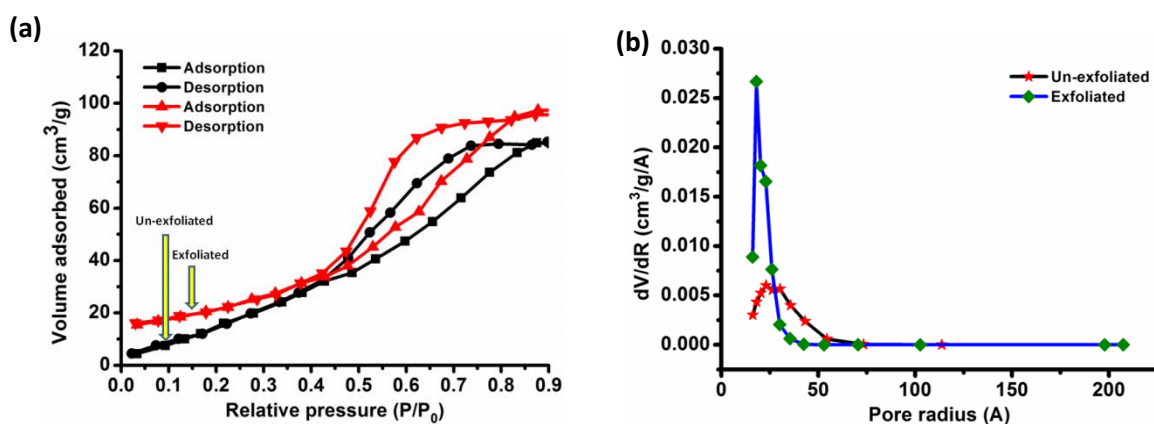 (a)
Volume adsorbed (cm³/g)
120
100
80
60
40
20
0
Adsorption
Desorption
Adsorption
Desorption
Un-exfoliated
Exfoliated
0.0 0.1 0.2 0.3 0.4 0.5 0.6 0.7 0.8 0.9
Relative pressure (P/P₀)
(b)
dV/dR (cm³/g/A)
0.030
0.025
0.020
0.015
0.010
0.005
0.000
Un-exfoliated
Exfoliated
0 50 100 150 200
Pore radius (A)